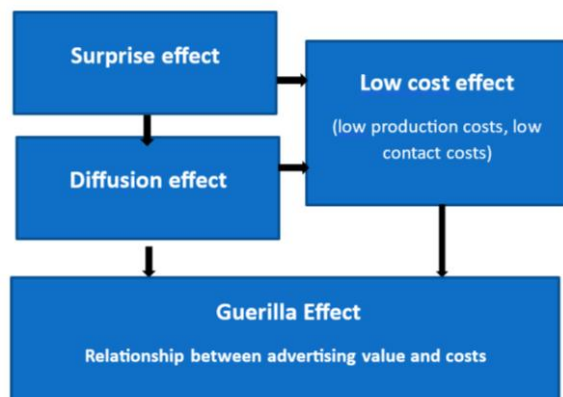 Surprise effect
Low cost effect
(low production costs, low
contact costs)
Diffusion effect
Guerilla Effect
Relationship between advertising value and costs